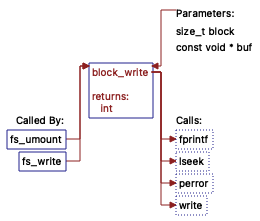 Parameters:
size_t block
const void * buf
block_write
returns:
int
Called By:
fs_umount
fs_write
Calls:
fprintf
lseek
perror
write